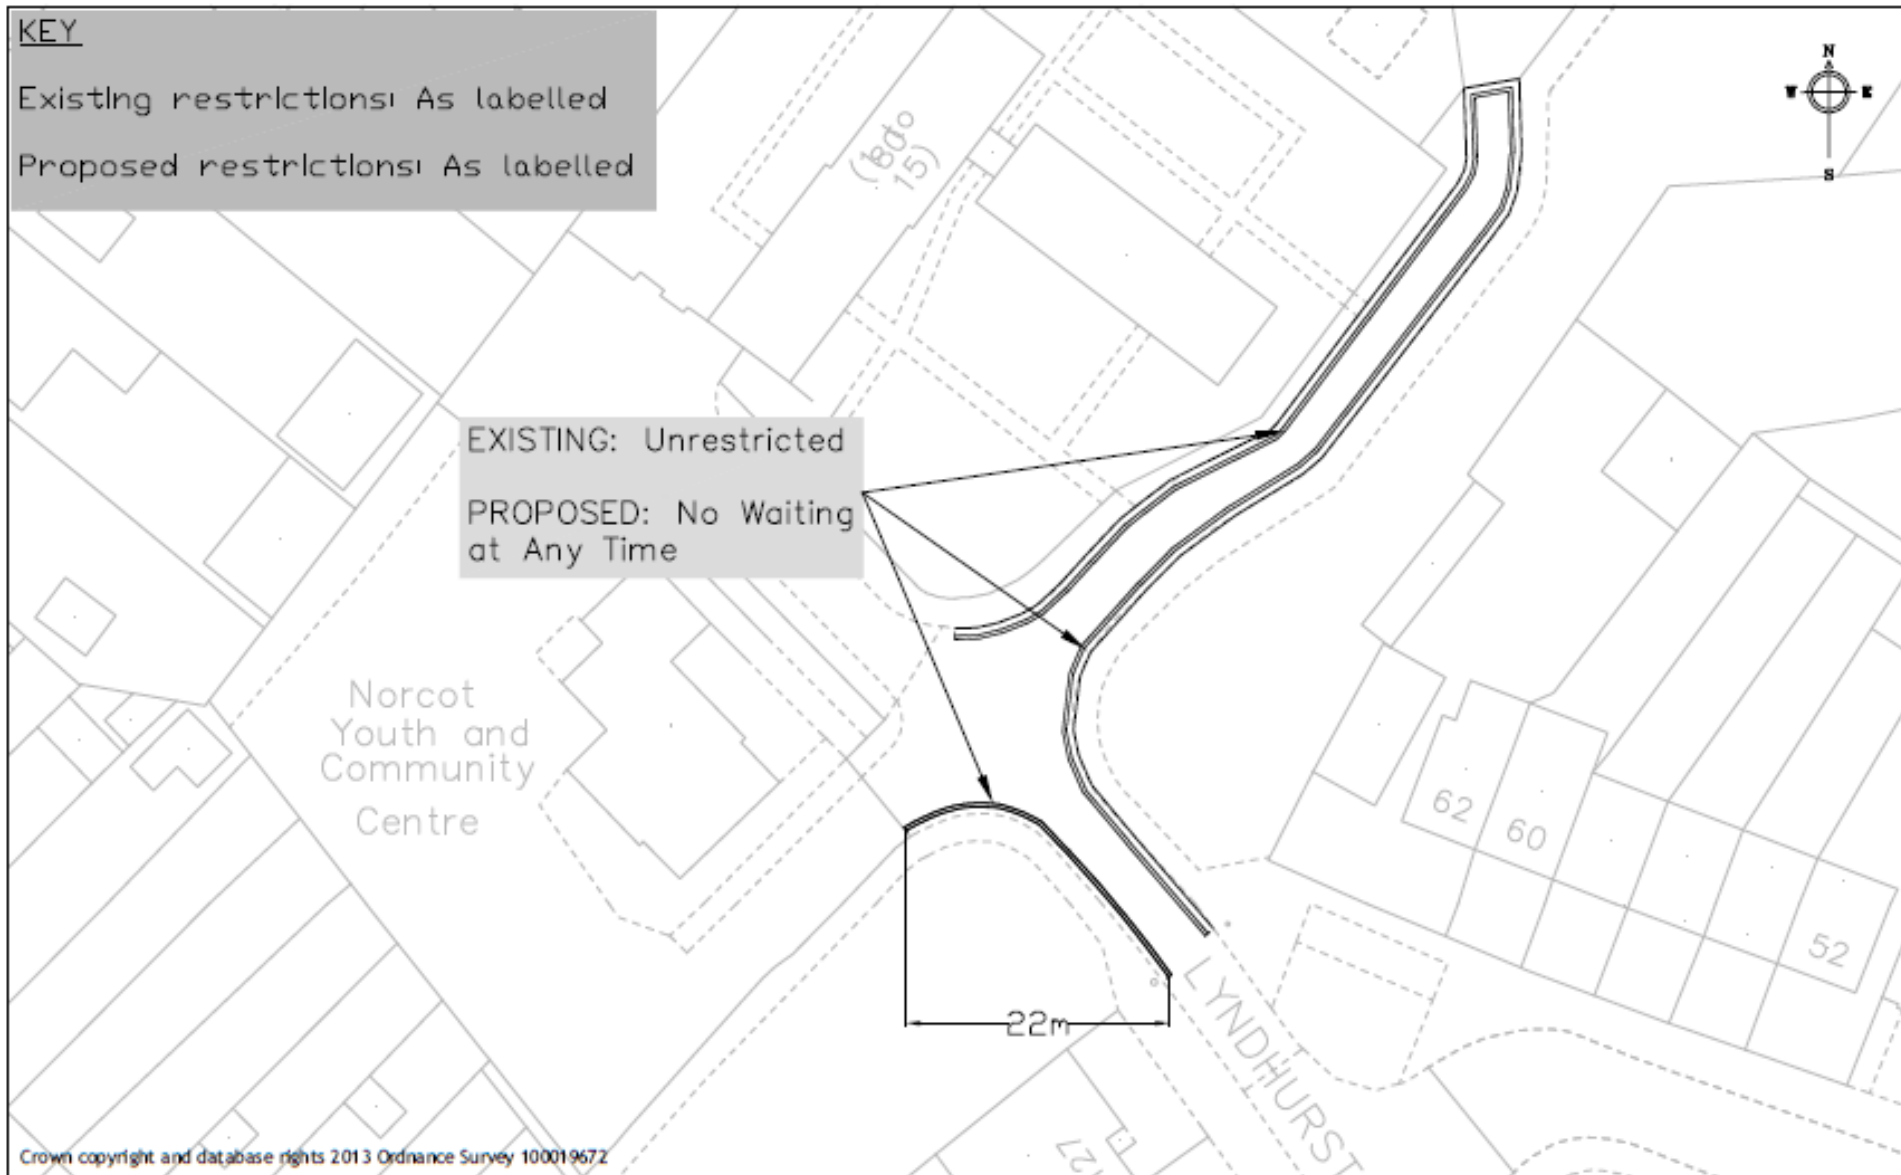 KEY
Existing restrictions: As labelled
Proposed restrictions: As labelled
N
W E
S
(8 to
15)
EXISTING: Unrestricted
PROPOSED: No Waiting
at Any Time
Norcot
Youth and
Community
Centre
62
60
52
22m
LYNDHURST
27
Crown copyright and database rights 2013 Ordnance Survey 100019672